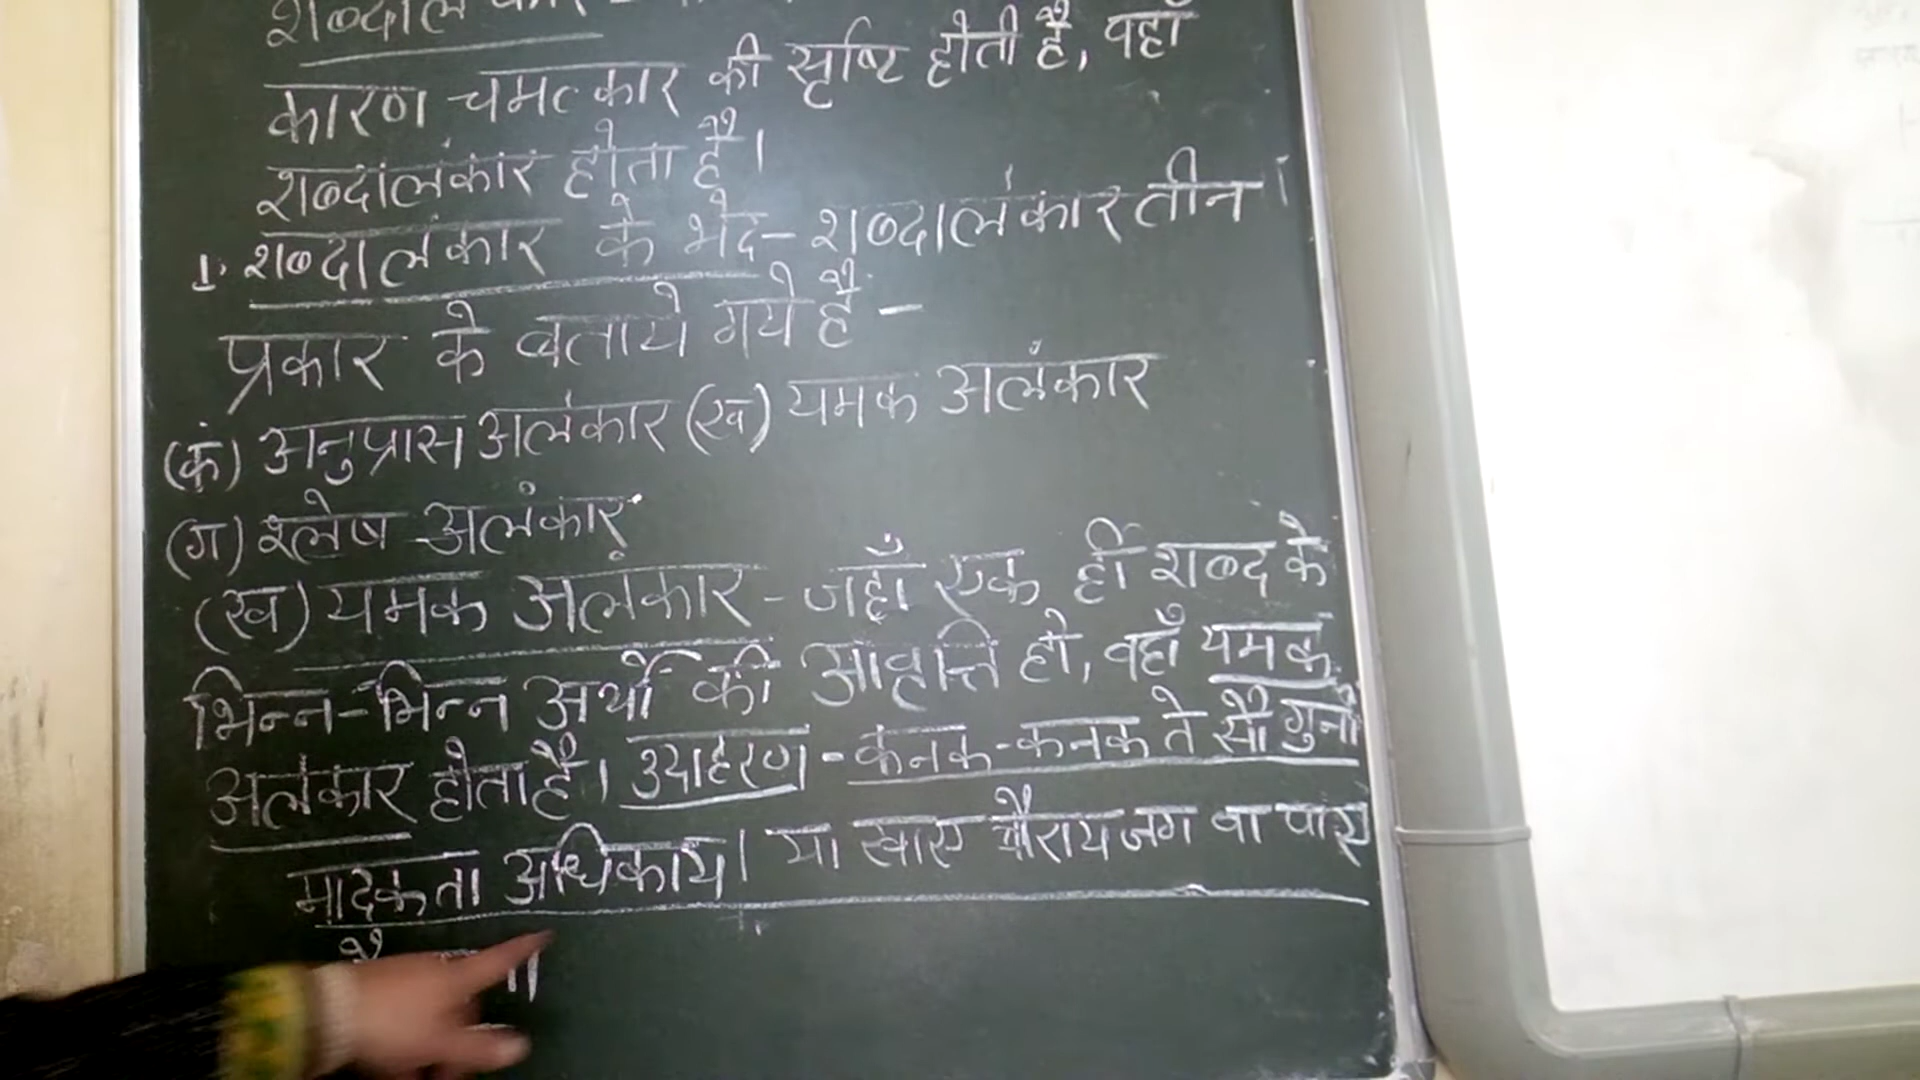 शब्दालंकार -
कारण चमत्कार की सृष्टि होती है, वहाँ
शब्दालंकार होता है।
1. शब्दालंकार के भेद- शब्दालंकार तीन
प्रकार के बताये गये है -
(क) अनुप्रास अलंकार (ख) यमक अलंकार
(ग) श्लेष अलंकार
(ख) यमक अलंकार - जहाँ एक ही शब्द के
भिन्न-भिन्न अर्थो की आवृत्ति हो, वहाँ यमक
अलंकार होता है। उदाहरण - कनक-कनक ते सौ गुनी
मादकता अधिकाय। या खाए बौराय जग वा पाए